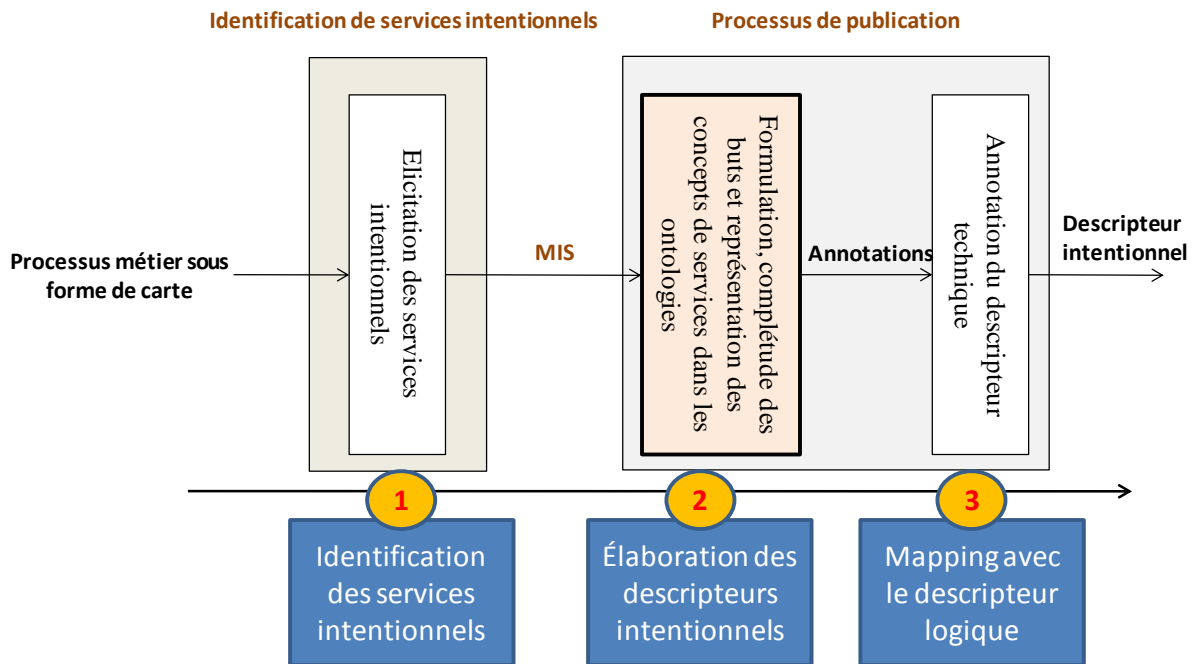 Identification de services intentionnels
Processus de publication
Processus métier sous
forme de carte
Elicitation des services
intentionnels
MIS
Formulation, complétude des
buts et représentation des
concepts de services dans les
ontologies
Annotations
Annotation du descripteur
technique
Descripteur
intentionnel
1
2
3
Identification
des services
intentionnels
Élaboration des
descripteurs
intentionnels
Mapping avec
le descripteur
logique